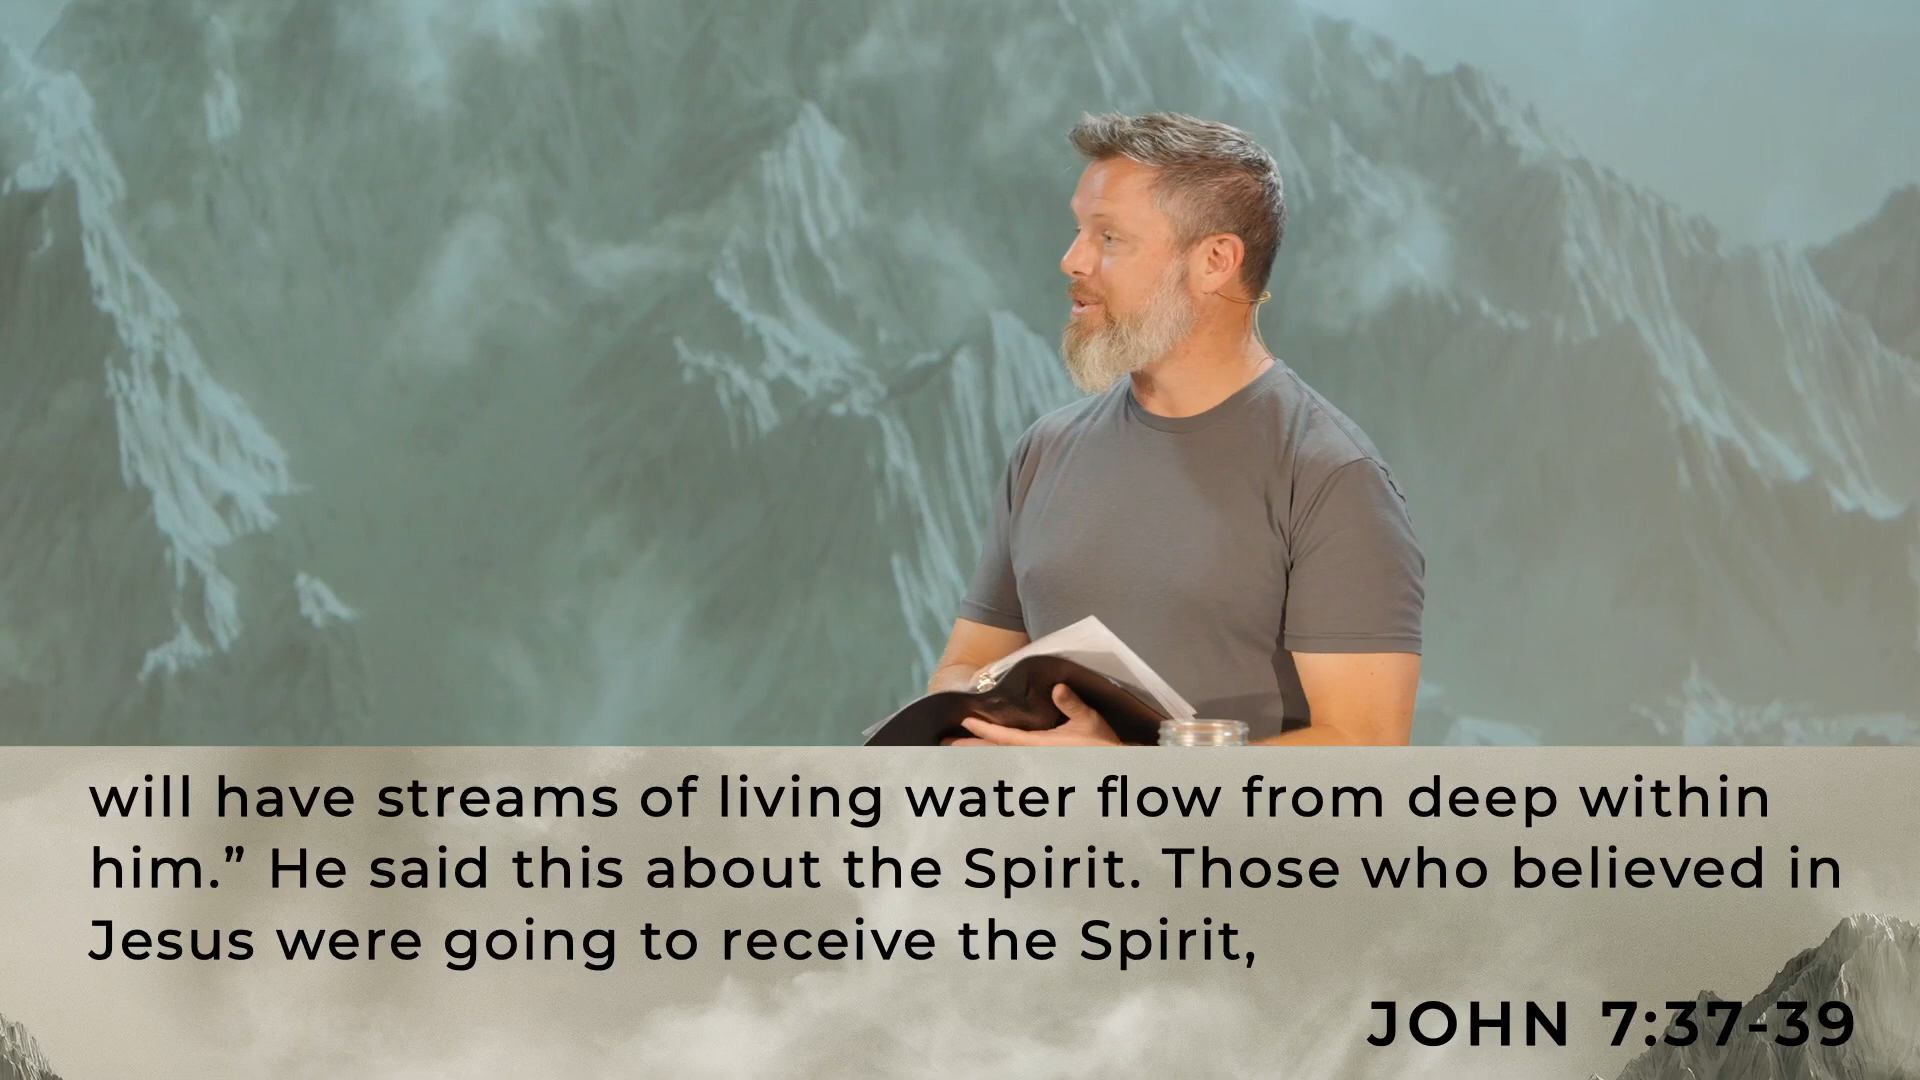 will have streams of living water flow from deep within
him.” He said this about the Spirit. Those who believed in
Jesus were going to receive the Spirit,
JOHN 7:37-39